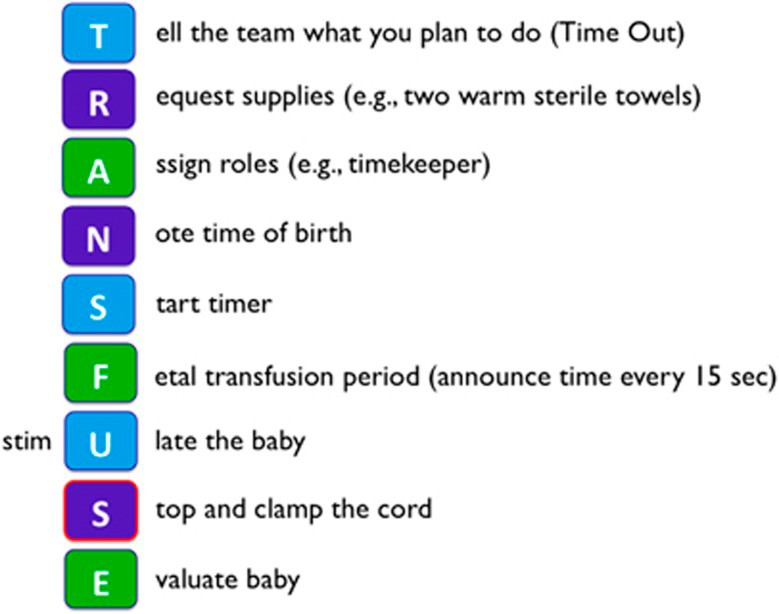 T ell the team what you plan to do (Time Out)
R equest supplies (e.g., two warm sterile towels)
A ssign roles (e.g., timekeeper)
N ote time of birth
S tart timer
F etal transfusion period (announce time every 15 sec)
stim U late the baby
S top and clamp the cord
E valuate baby